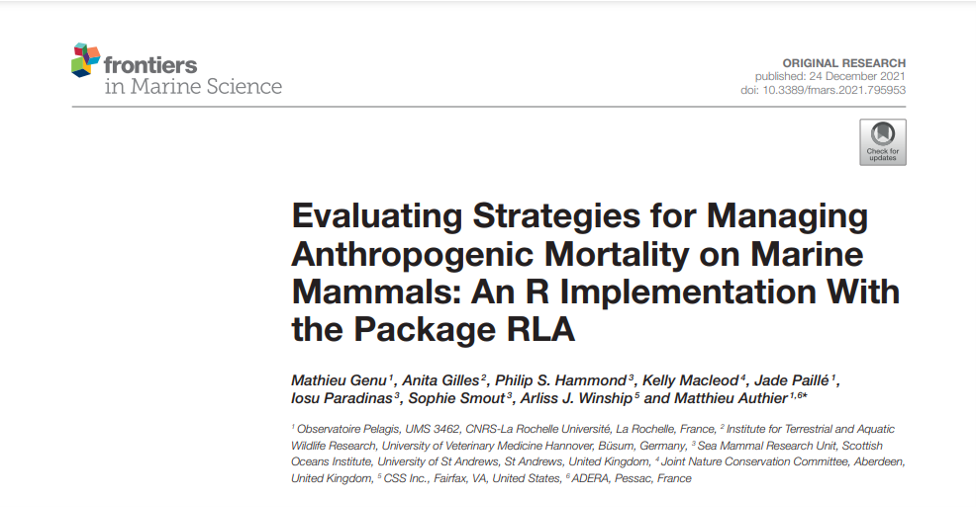 frontiers
in Marine Science
ORIGINAL RESEARCH
published: 24 December 2021
doi: 10.3389/fmars.2021.795953
Check for
updates
Evaluating Strategies for Managing
Anthropogenic Mortality on Marine
Mammals: An R Implementation With
the Package RLA
Mathieu Genu 1, Anita Gilles 2, Philip S. Hammond 3, Kelly Macleod 4, Jade Paillé 1,
Iosu Paradinas 3, Sophie Smout 3, Arliss J. Winship 5 and Matthieu Authier 1,6*
1 Observatoire Pelagis, UMS 3462, CNRS-La Rochelle Université, La Rochelle, France, 2 Institute for Terrestrial and Aquatic
Wildlife Research, University of Veterinary Medicine Hannover, Büsum, Germany, 3 Sea Mammal Research Unit, Scottish
Oceans Institute, University of St Andrews, St Andrews, United Kingdom, 4 Joint Nature Conservation Committee, Aberdeen,
United Kingdom, 5 CSS Inc., Fairfax, VA, United States, 6 ADERA, Pessac, France